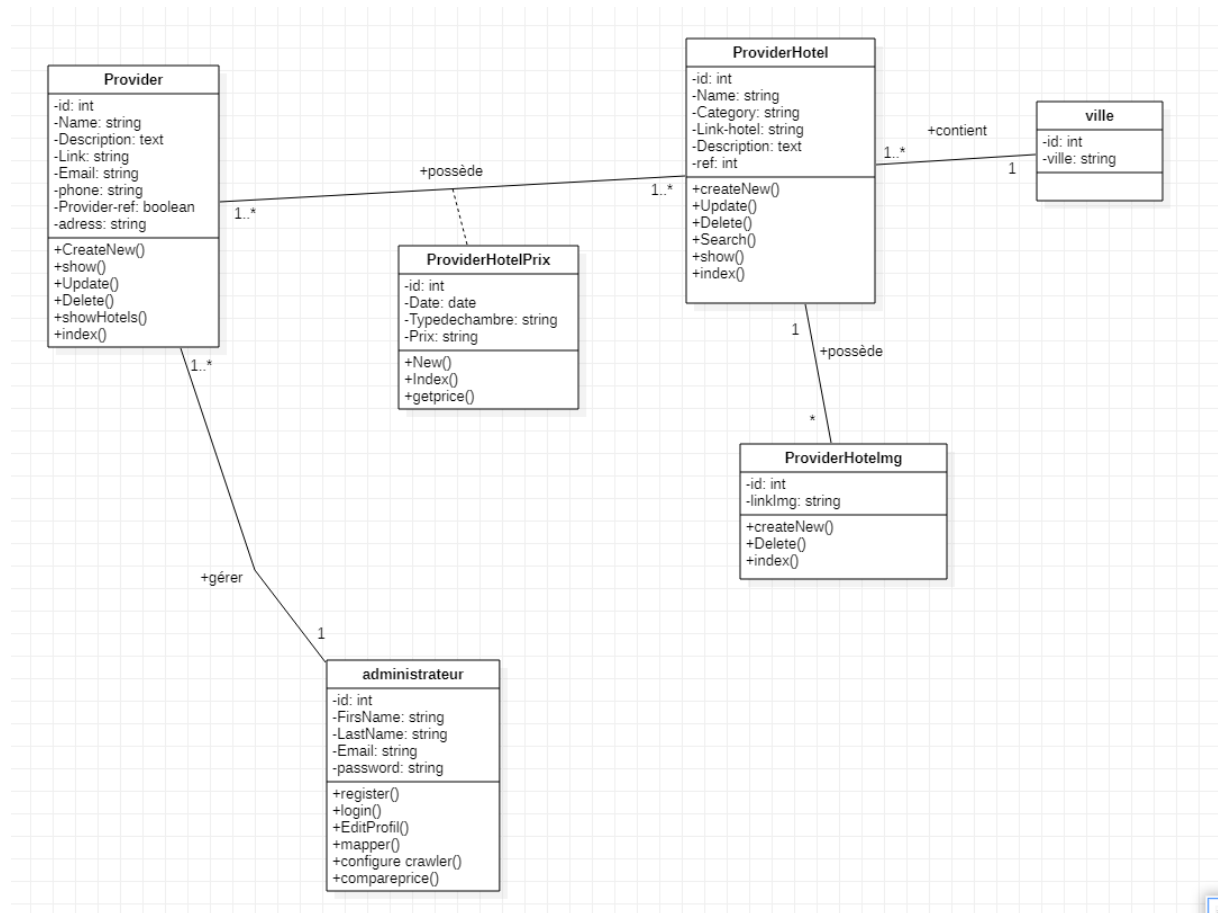 Provider
-id: int
-Name: string
-Description: text
-Link: string
-Email: string
-phone: string
-Provider-ref: boolean
-adress: string
+CreateNew()
+show()
+Update()
+Delete()
+showHotels()
+index()
1..*
+possède
1..*
ProviderHotel
-id: int
-Name: string
-Category: string
-Link-hotel: string
-Description: text
-ref: int
+createNew()
+Update()
+Delete()
+Search()
+show()
+index()
1..*
+contient
1
ville
-id: int
-ville: string
ProviderHotelPrix
-id: int
-Date: date
-Typedechambre: string
-Prix: string
+New()
+Index()
+getprice()
1
+possède
*
ProviderHoteImg
-id: int
-linkImg: string
+createNew()
+Delete()
+index()
1..*
+gérer
1
administrateur
-id: int
-FirsName: string
-LastName: string
-Email: string
-password: string
+register()
+login()
+EditProfil()
+mapper()
+configure crawler()
+compareprice()